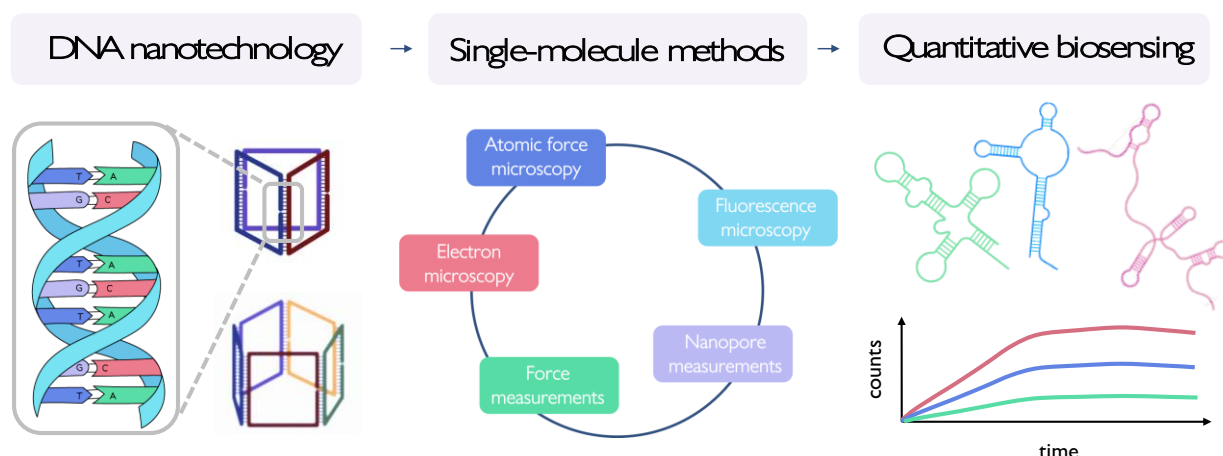 DNA nanotechnology
Single-molecule methods
Quantitative biosensing
T A
G C
T A
G C
T A
G C
T A
Atomic force
microscopy
Fluorescence
microscopy
Electron
microscopy
Nanopore
measurements
Force
measurements
counts
time